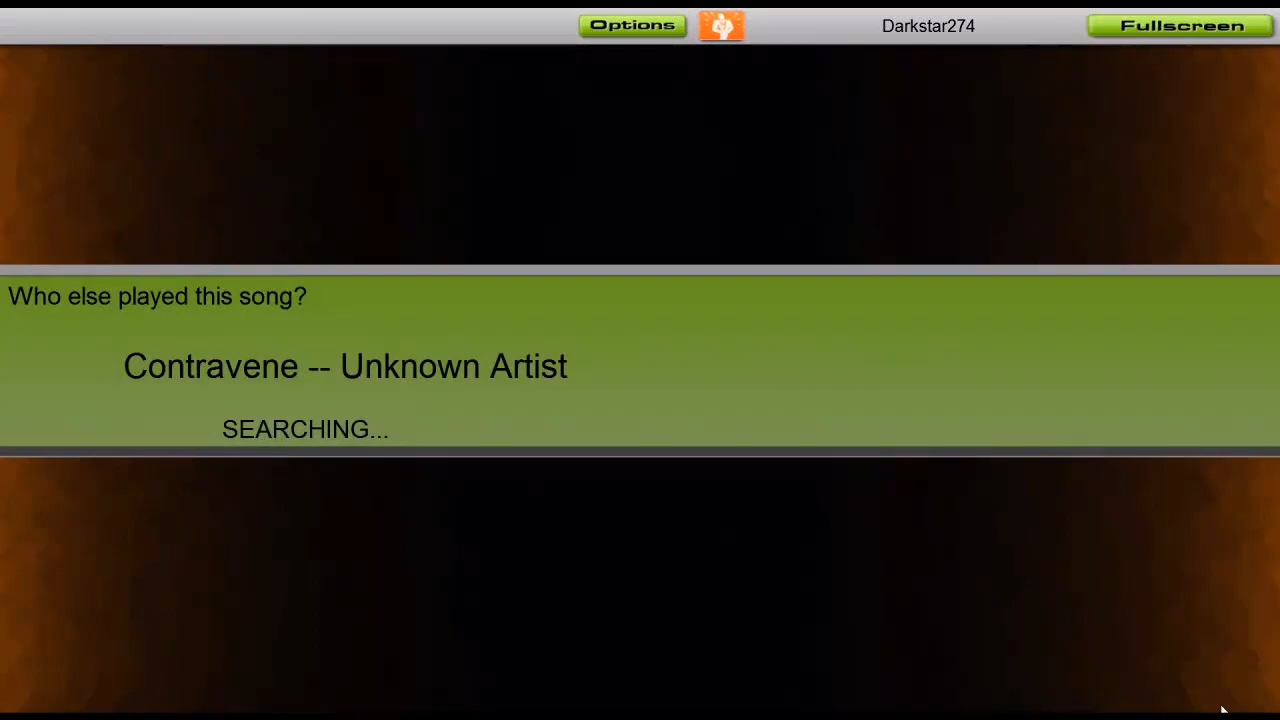 Options
Darkstar274
Fullscreen
Who else played this song?
Contravene -- Unknown Artist
SEARCHING...